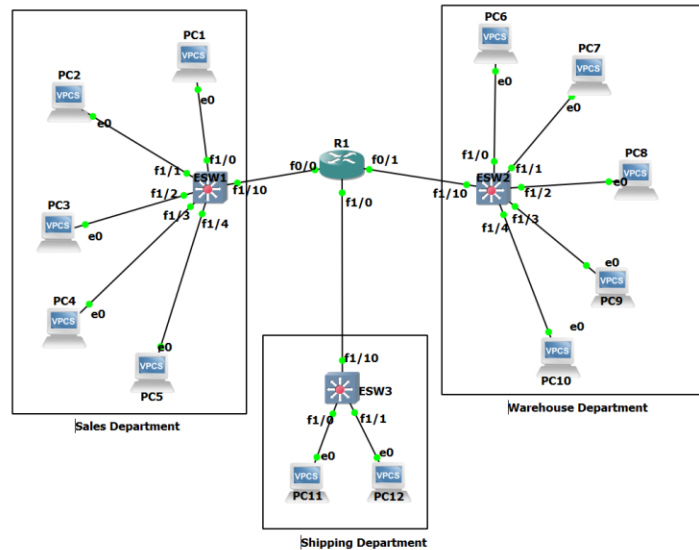 PC1
VPCS
e0
PC2
VPCS
e0
f1/0
f1/1
ESW1
f1/2
f1/10
f1/3
f1/4
PC3
VPCS
e0
PC4
VPCS
e0
PC5
VPCS
e0
Sales Department
R1
f0/0
f0/1
f1/0
PC6
VPCS
e0
PC7
VPCS
e0
PC8
VPCS
e0
f1/0
f1/1
ESW2
f1/10
f1/2
f1/3
f1/4
VPCS
PC9
e0
VPCS
PC10
e0
Warehouse Department
f1/10
ESW3
f1/0
f1/1
e0
e0
VPCS
VPCS
PC11
PC12
Shipping Department